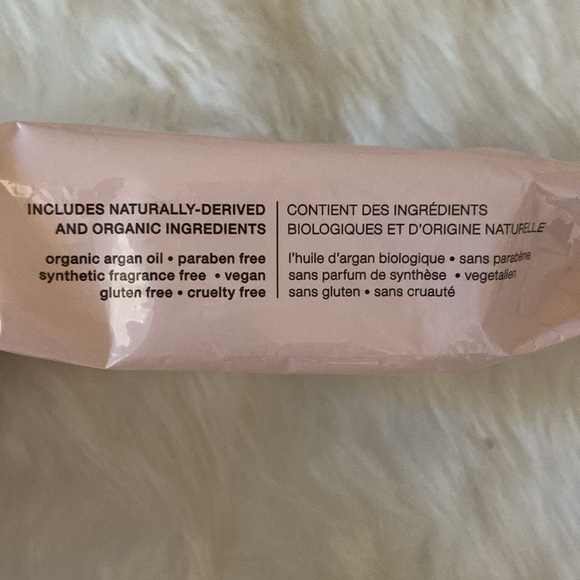 INCLUDES NATURALLY-DERIVED
AND ORGANIC INGREDIENTS
organic argan oil • paraben free
synthetic fragrance free • vegan
gluten free • cruelty free
CONTIENT DES INGRÉDIENTS
BIOLOGIQUES ET D'ORIGINE NATURELLE
l'huile d'argan biologique • sans parabène
sans parfum de synthèse • vegetalien
sans gluten • sans cruauté